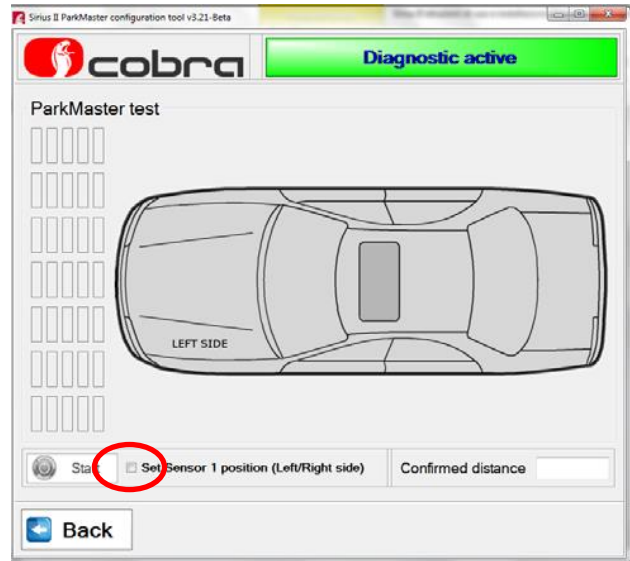 Sirius II ParkMaster configuration tool v3.21-Beta
cobra
Diagnostic active
ParkMaster test
LEFT SIDE
Start
Set Sensor 1 position (Left/Right side)
Confirmed distance
Back